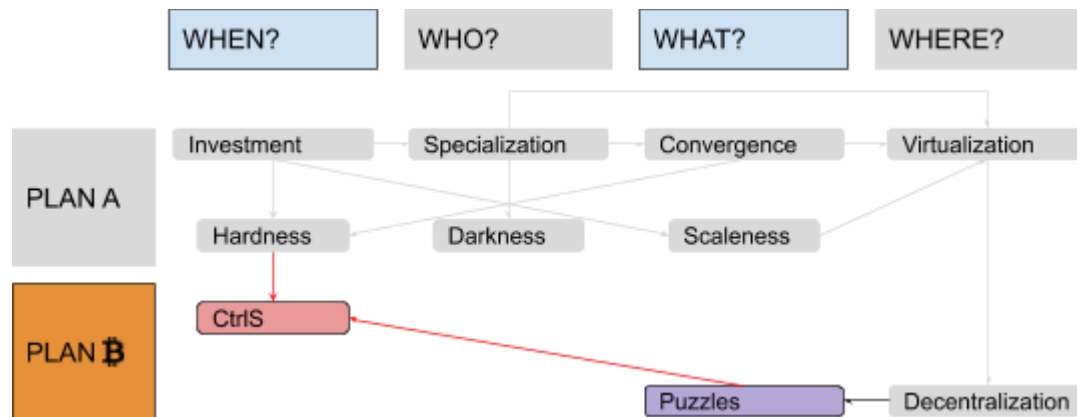 WHEN?
WHO?
WHAT?
WHERE?
PLAN A
Investment
Specialization
Convergence
Virtualization
Hardness
Darkness
Scaleness
PLAN ₿
CtrlS
Puzzles
Decentralization